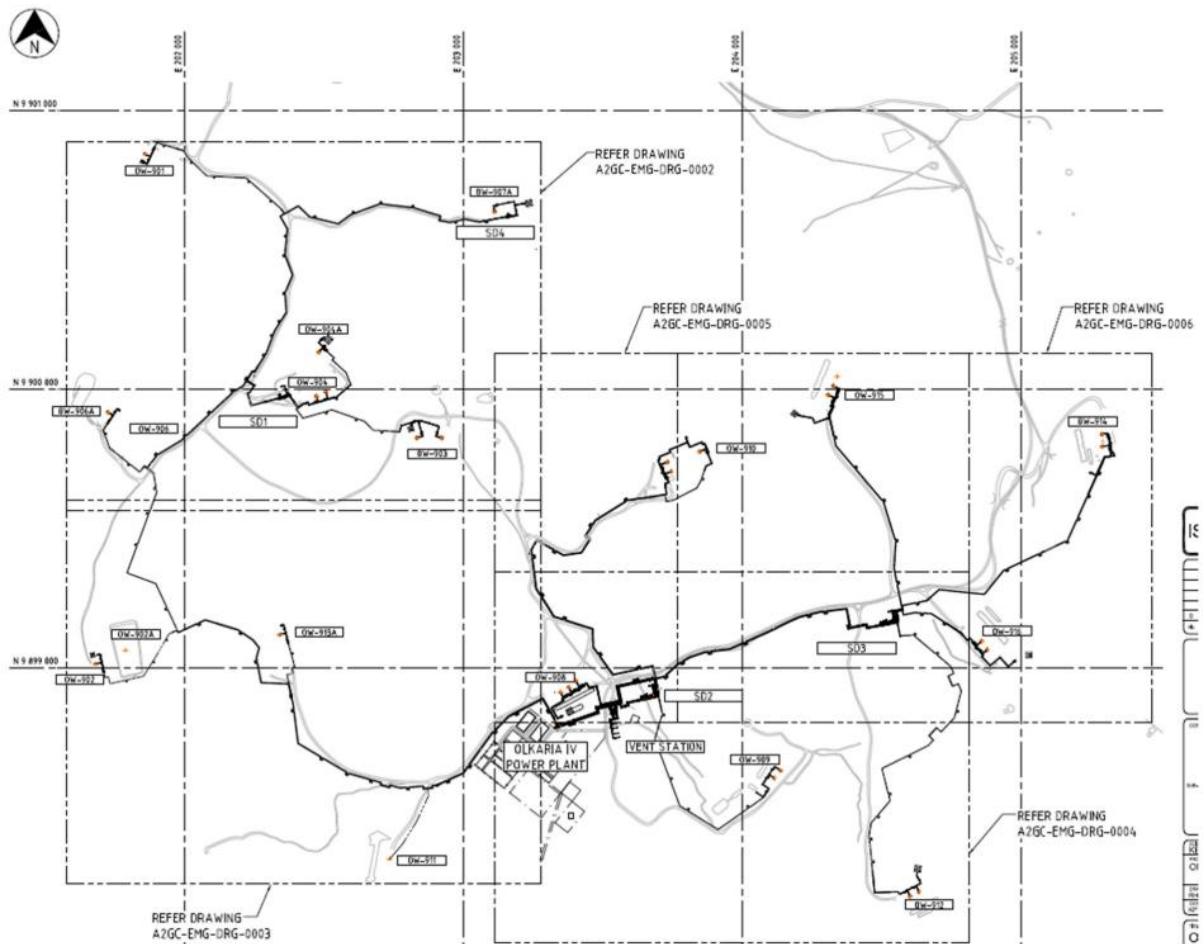 N
E 202 000
E 203 000
E 204 000
E 205 000
N 9 901 000
REFER DRAWING
A2GC-EMG-DRG-0002
OW-901
OW-907A
SD4
REFER DRAWING
A2GC-EMG-DRG-0005
REFER DRAWING
A2GC-EMG-DRG-0006
OW-904A
N 9 900 000
OW-904
OW-915
OW-906A
OW-906
SD1
OW-914
OW-903
OW-910
OW-902A
OW-915A
OW-916
SD3
N 9 899 000
OW-902
OW-908
SD2
OLKARIA IV
POWER PLANT
VENT STATION
OW-909
REFER DRAWING
A2GC-EMG-DRG-0004
OW-911
OW-912
REFER DRAWING
A2GC-EMG-DRG-0003